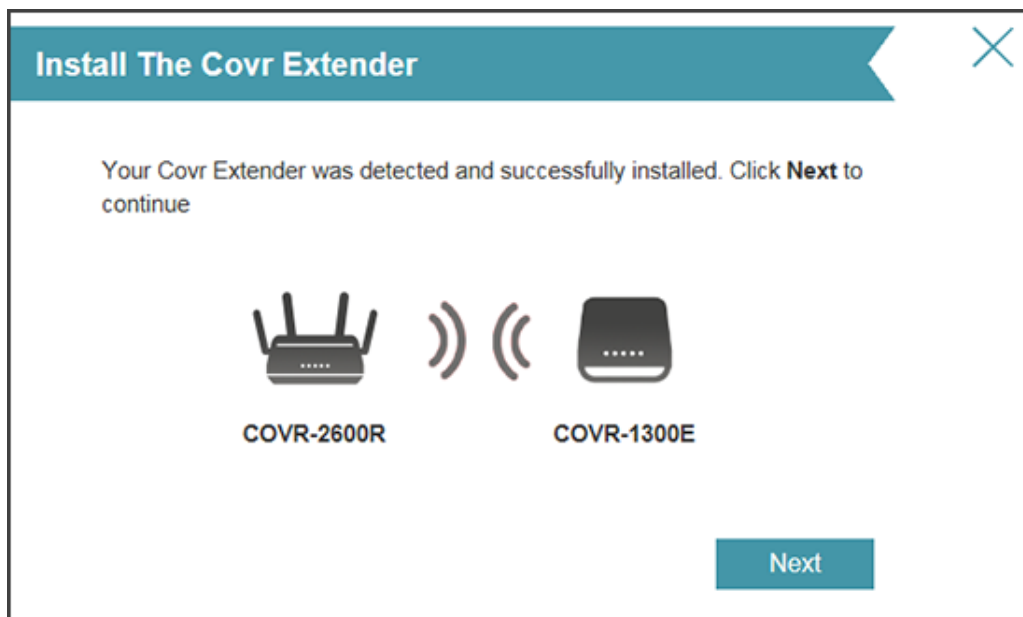 Install The Covr Extender
Your Covr Extender was detected and successfully installed. Click Next to
continue
COVR-2600R
COVR-1300E
Next